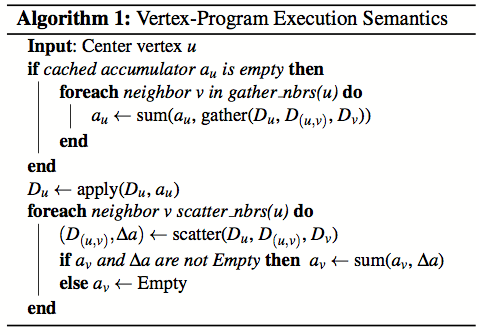 Algorithm 1: Vertex-Program Execution Semantics
Input: Center vertex u
if cached accumulator a_u is empty then
foreach neighbor v in gather_nbrs(u) do
a_u ← sum(a_u, gather(D_u, D_(u,v), D_v))
end
end
D_u ← apply(D_u, a_u)
foreach neighbor v scatter_nbrs(u) do
(D_(u,v),Δa) ← scatter(D_u, D_(u,v), D_v)
if a_v and Δa are not Empty then a_v ← sum(a_v, Δa)
else a_v ← Empty
end